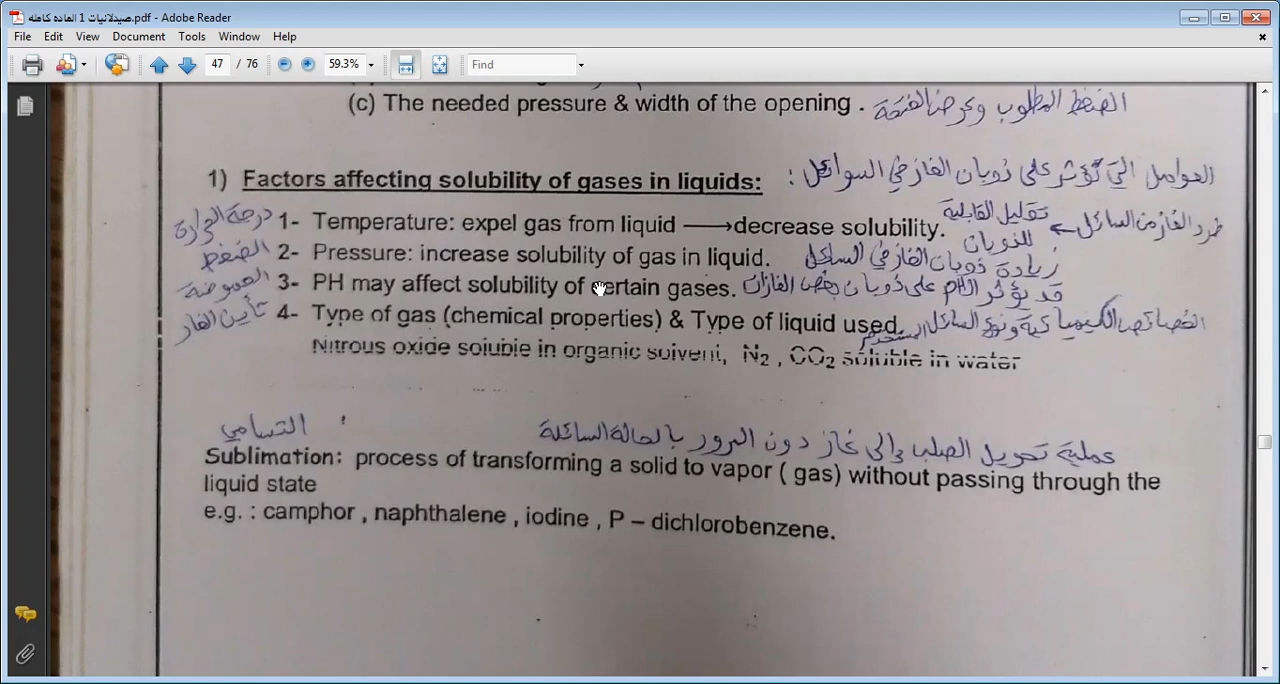 صيدلانيات 1 العاده كامله.pdf - Adobe Reader
File Edit View Document Tools Window Help
47 / 76 59.3% Find
(c) The needed pressure & width of the opening . الضغط المطلوب وعرض الفتحة
1) Factors affecting solubility of gases in liquids: العوامل التي تؤثر على ذوبان الغاز في السوائل :
درجة الحرارة 1- Temperature: expel gas from liquid ⟶decrease solubility. طرد الغاز من السائل ← تقليل القابلية للذوبان
الضغط 2- Pressure: increase solubility of gas in liquid. زيادة ذوبان الغاز في السائل
الحموضة 3- PH may affect solubility of certain gases. قد يؤثر الPH على ذوبان بعض الغازات
تأين الغاز 4- Type of gas (chemical properties) & Type of liquid used. الخصائص الكيميائية ونوع السائل المستخدم
Nitrous oxide soluble in organic solvent, N₂ , CO₂ soluble in water
التسامي عملية تحويل الصلب إلى غاز دون المرور بالحالة السائلة
Sublimation: process of transforming a solid to vapor ( gas) without passing through the
liquid state
e.g. : camphor , naphthalene , iodine , P – dichlorobenzene.